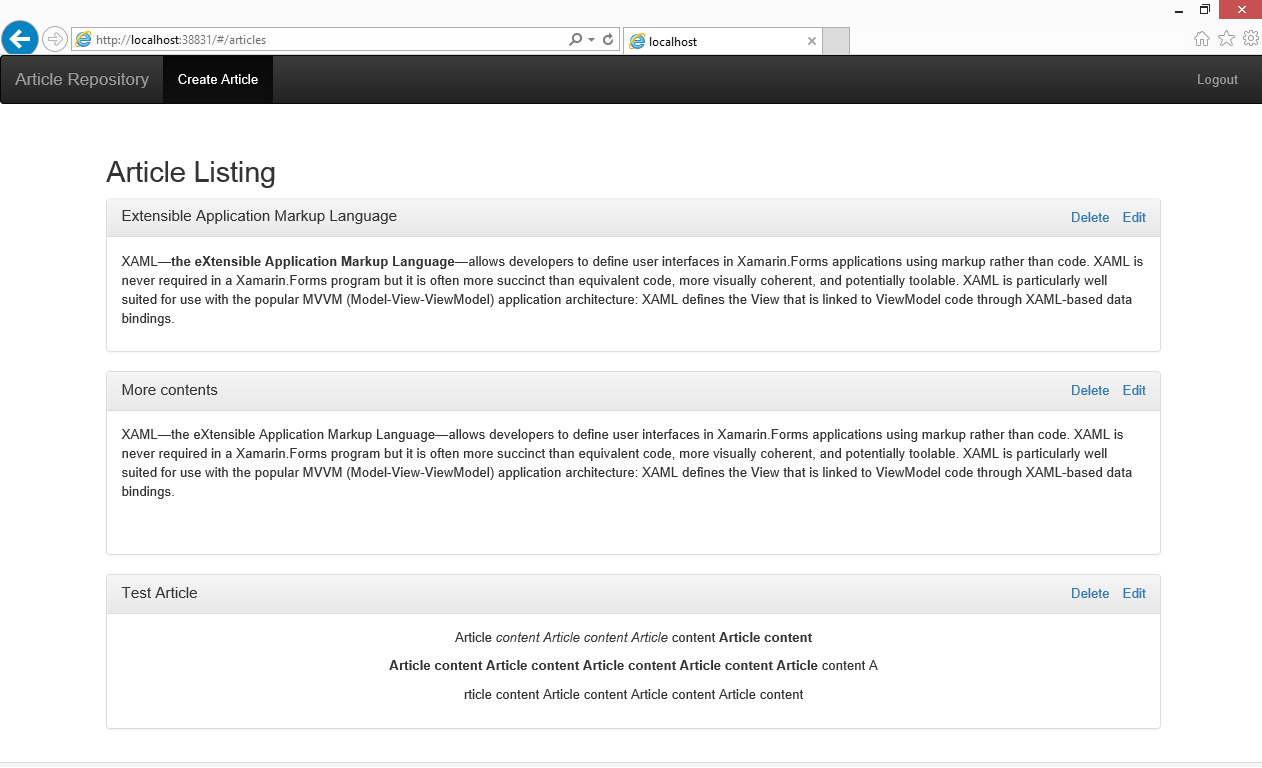 http://localhost:38831/#/articles
localhost
Article Repository
Create Article
Logout
Article Listing
Extensible Application Markup Language
Delete Edit
XAML—the eXtensible Application Markup Language—allows developers to define user interfaces in Xamarin.Forms applications using markup rather than code. XAML is
never required in a Xamarin.Forms program but it is often more succinct than equivalent code, more visually coherent, and potentially toolable. XAML is particularly well
suited for use with the popular MVVM (Model-View-ViewModel) application architecture: XAML defines the View that is linked to ViewModel code through XAML-based data
bindings.
More contents
Delete Edit
XAML—the eXtensible Application Markup Language—allows developers to define user interfaces in Xamarin.Forms applications using markup rather than code. XAML is
never required in a Xamarin.Forms program but it is often more succinct than equivalent code, more visually coherent, and potentially toolable. XAML is particularly well
suited for use with the popular MVVM (Model-View-ViewModel) application architecture: XAML defines the View that is linked to ViewModel code through XAML-based data
bindings.
Test Article
Delete Edit
Article content Article content Article content Article content
Article content Article content Article content Article content Article content A
rticle content Article content Article content Article content